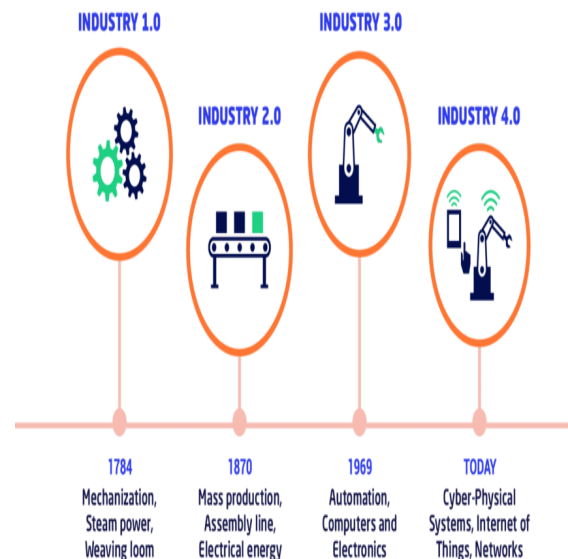 INDUSTRY 1.0
INDUSTRY 2.0
INDUSTRY 3.0
INDUSTRY 4.0
1784
Mechanization,
Steam power,
Weaving loom
1870
Mass production,
Assembly line,
Electrical energy
1969
Automation,
Computers and
Electronics
TODAY
Cyber-Physical
Systems, Internet of
Things, Networks